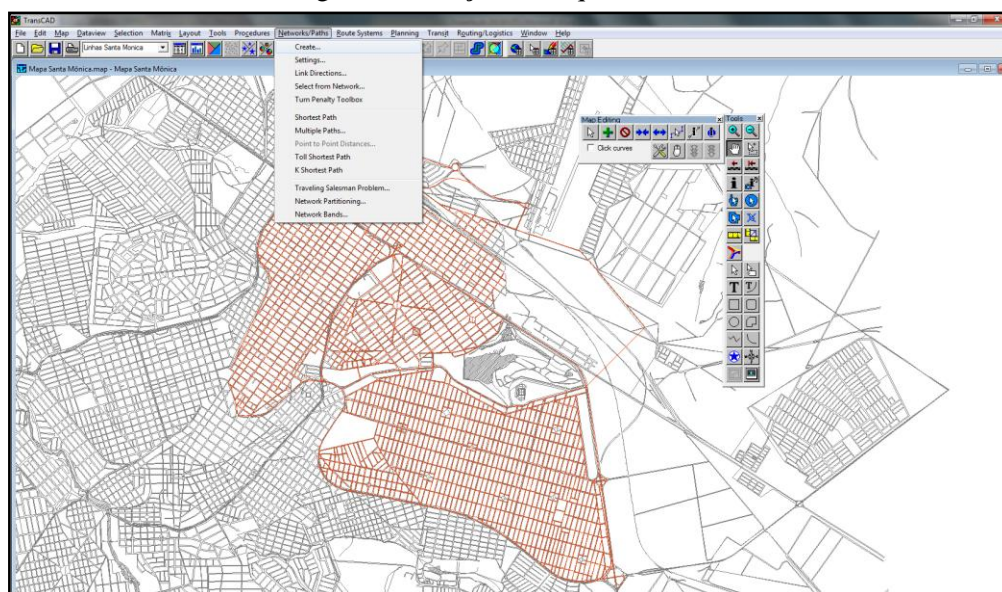 TransCAD
File Edit Map Dataview Selection Matrix Layout Tools Procedures Networks/Paths Route Systems Planning Transit Routing/Logistics Window Help
Linhas Santa Monica
Mapa Santa Mônica.map - Mapa Santa Mônica
Create...
Settings...
Link Directions...
Select from Network...
Turn Penalty Toolbox
Shortest Path
Multiple Paths...
Point to Point Distances...
Toll Shortest Path
K Shortest Path
Traveling Salesman Problem...
Network Partitioning...
Network Bands...
Map Editing
Click curves
Tools